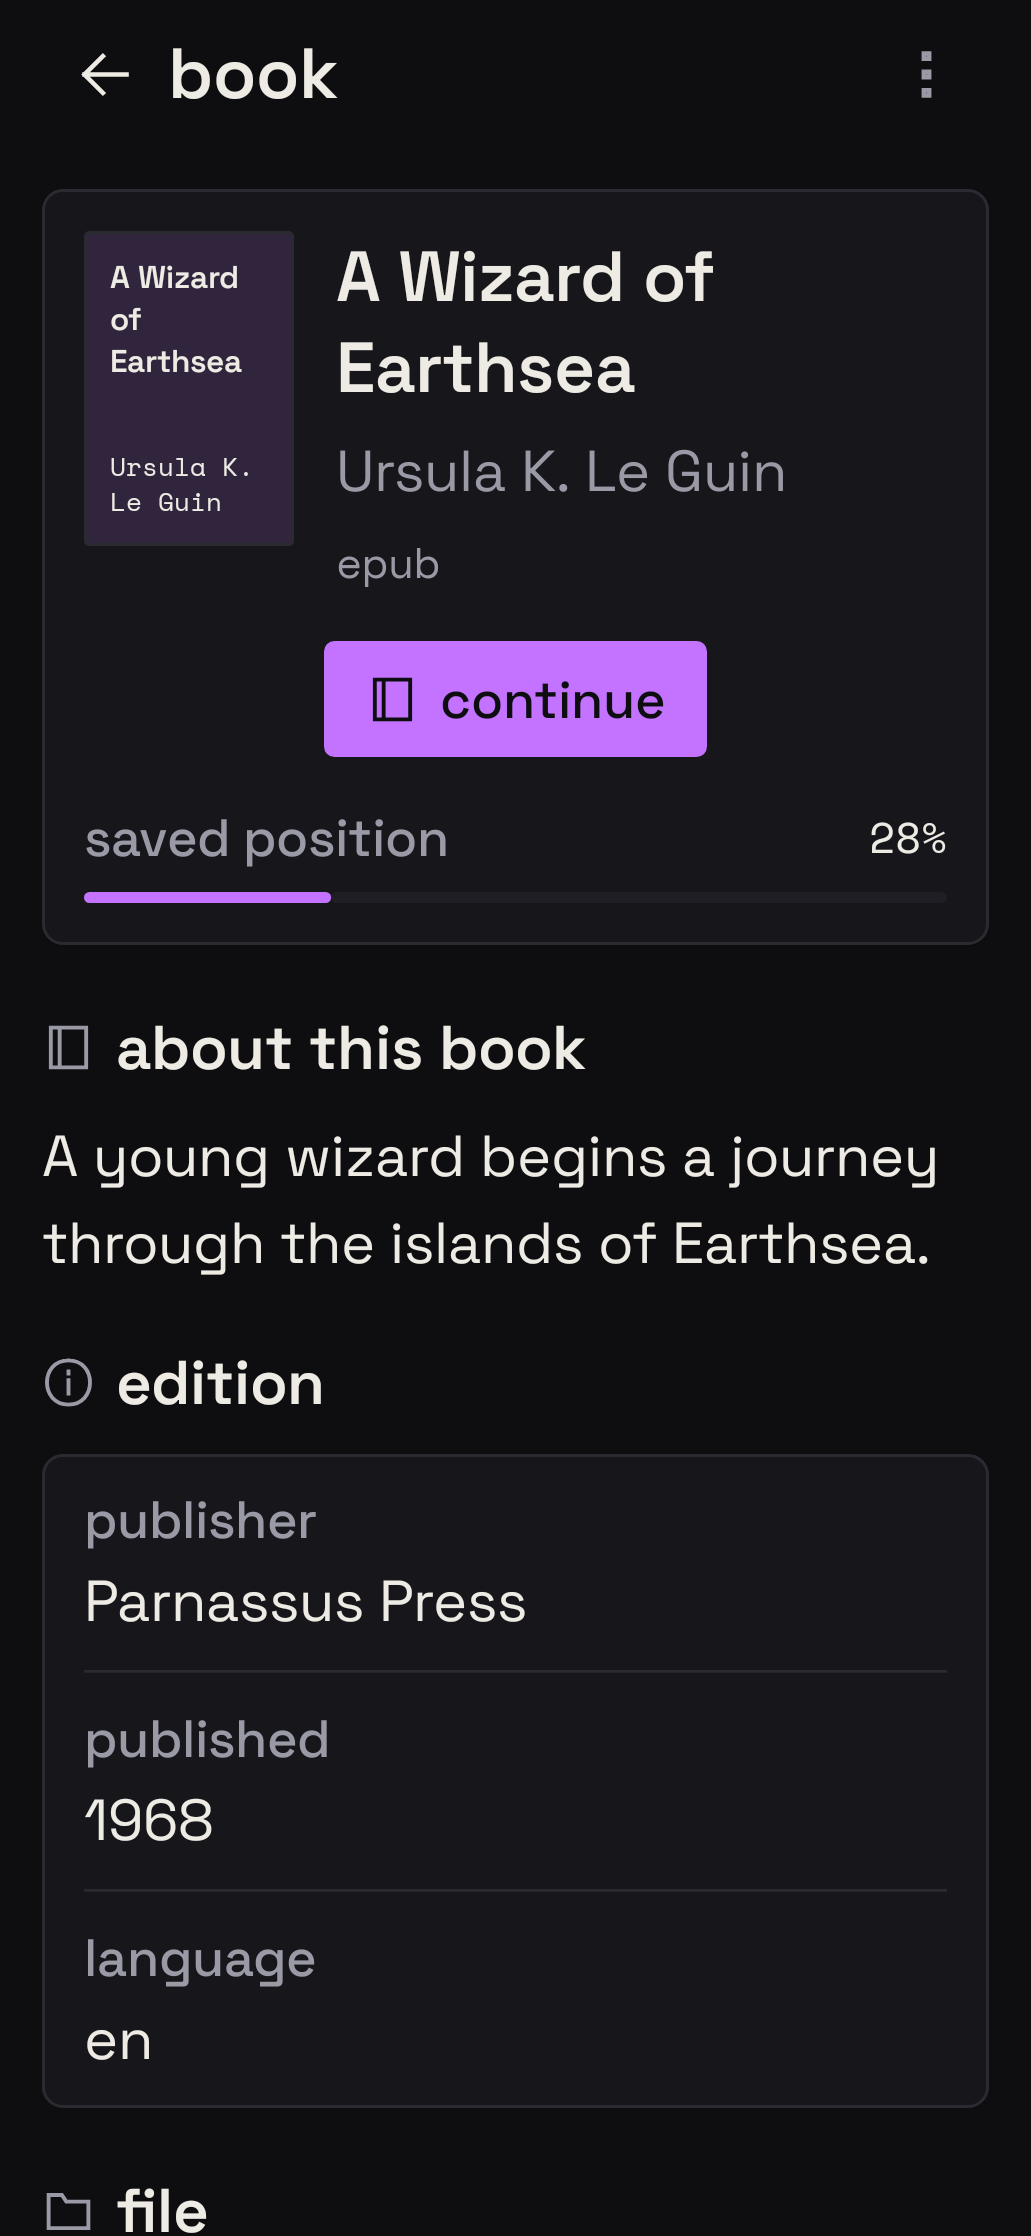 book
A Wizard
of
Earthsea
Ursula K.
Le Guin
A Wizard of
Earthsea
Ursula K. Le Guin
epub
continue
saved position
28%
about this book
A young wizard begins a journey
through the islands of Earthsea.
edition
publisher
Parnassus Press
published
1968
language
en
file